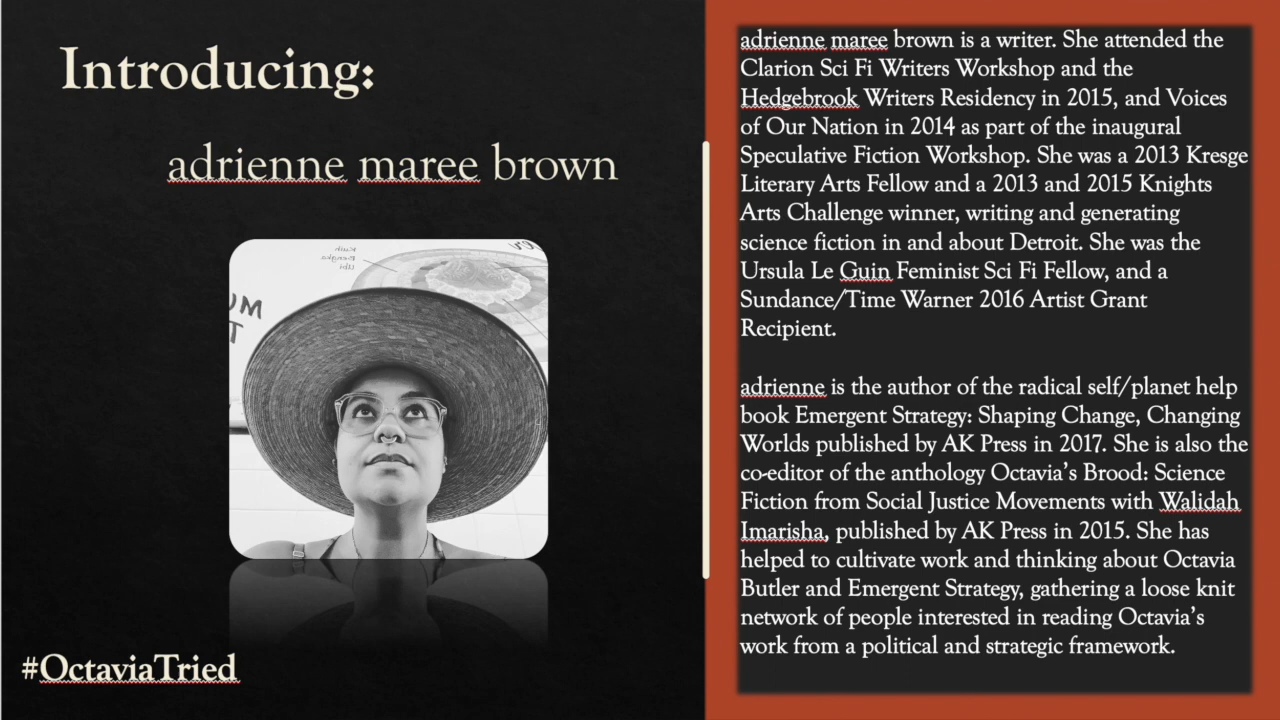 Introducing:
adrienne maree brown
#OctaviaTried
adrienne maree brown is a writer. She attended the
Clarion Sci Fi Writers Workshop and the
Hedgebrook Writers Residency in 2015, and Voices
of Our Nation in 2014 as part of the inaugural
Speculative Fiction Workshop. She was a 2013 Kresge
Literary Arts Fellow and a 2013 and 2015 Knights
Arts Challenge winner, writing and generating
science fiction in and about Detroit. She was the
Ursula Le Guin Feminist Sci Fi Fellow, and a
Sundance/Time Warner 2016 Artist Grant
Recipient.
adrienne is the author of the radical self/planet help
book Emergent Strategy: Shaping Change, Changing
Worlds published by AK Press in 2017. She is also the
co-editor of the anthology Octavia’s Brood: Science
Fiction from Social Justice Movements with Walidah
Imarisha, published by AK Press in 2015. She has
helped to cultivate work and thinking about Octavia
Butler and Emergent Strategy, gathering a loose knit
network of people interested in reading Octavia’s
work from a political and strategic framework.